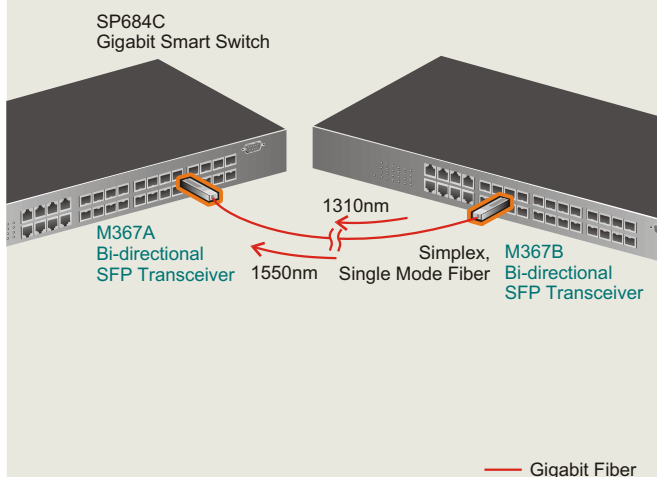 SP684C
Gigabit Smart Switch
1310nm
M367A
Bi-directional
SFP Transceiver
1550nm
Simplex,
Single Mode Fiber
M367B
Bi-directional
SFP Transceiver
Gigabit Fiber